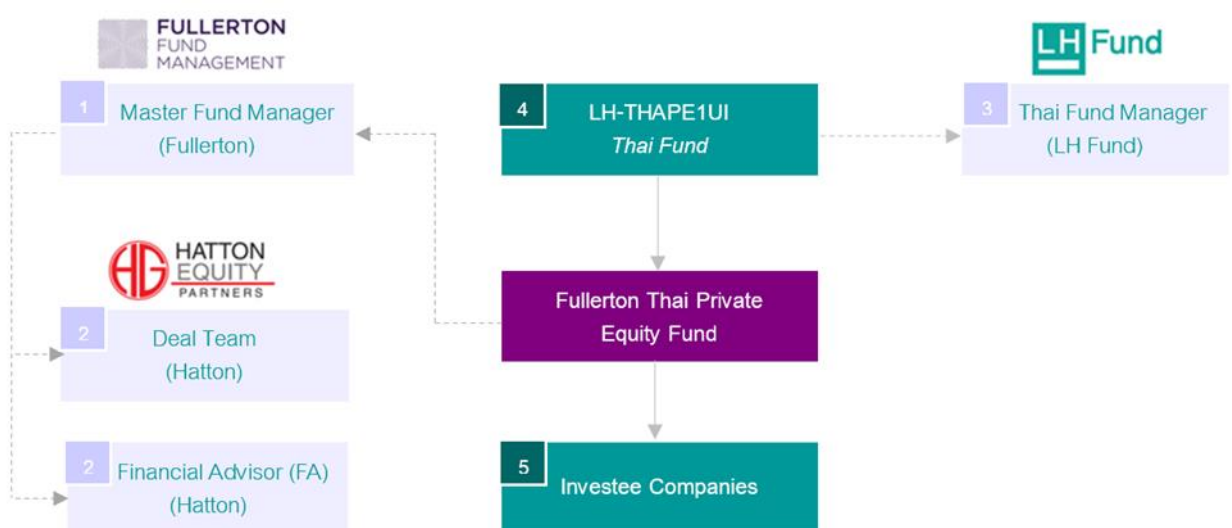 FULLERTON
FUND
MANAGEMENT
LH Fund
1
Master Fund Manager
(Fullerton)
4
LH-THAPE1UI
Thai Fund
3
Thai Fund Manager
(LH Fund)
HG
HATTON
EQUITY
PARTNERS
2
Deal Team
(Hatton)
Fullerton Thai Private
Equity Fund
2
Financial Advisor (FA)
(Hatton)
5
Investee Companies